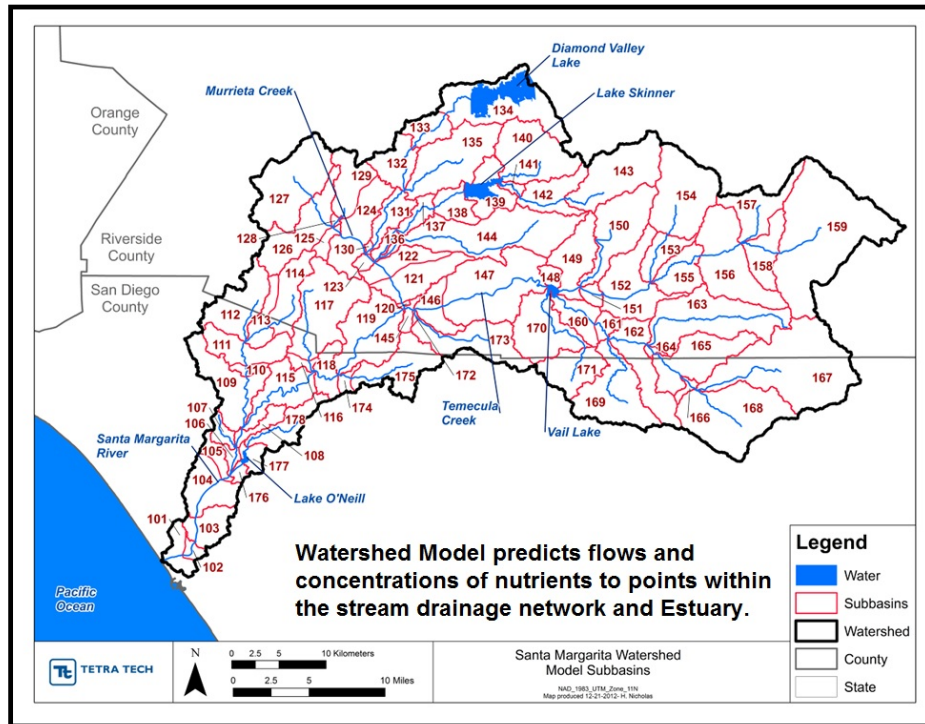 Diamond Valley
Lake
Murrieta Creek
Lake Skinner
Orange
County
134
133
140
135
132
141
129
143
127
142
154
124
131
139
157
138
159
137
150
128
125
136
144
130
126
122
153
Riverside
County
149
158
114
121
147
148
152
155
156
San Diego
County
123
117
146
151
163
112
113
119
120
170
160
161
162
145
111
173
164
165
118
110
172
171
109
115
175
167
169
107
116
174
Temecula
Creek
166
168
178
106
Vail Lake
Santa Margarita
River
108
105
177
104
176
Lake O'Neill
101
103
102
Watershed Model predicts flows and
concentrations of nutrients to points within
the stream drainage network and Estuary.
Pacific
Ocean
Legend
Water
Subbasins
Watershed
County
State
Tt
TETRA TECH
N
0 2.5 5 10 Kilometers
0 2.5 5 10 Miles
Santa Margarita Watershed
Model Subbasins
NAD_1983_UTM_Zone_11N
Map produced 12-21-2012- H. Nicholas